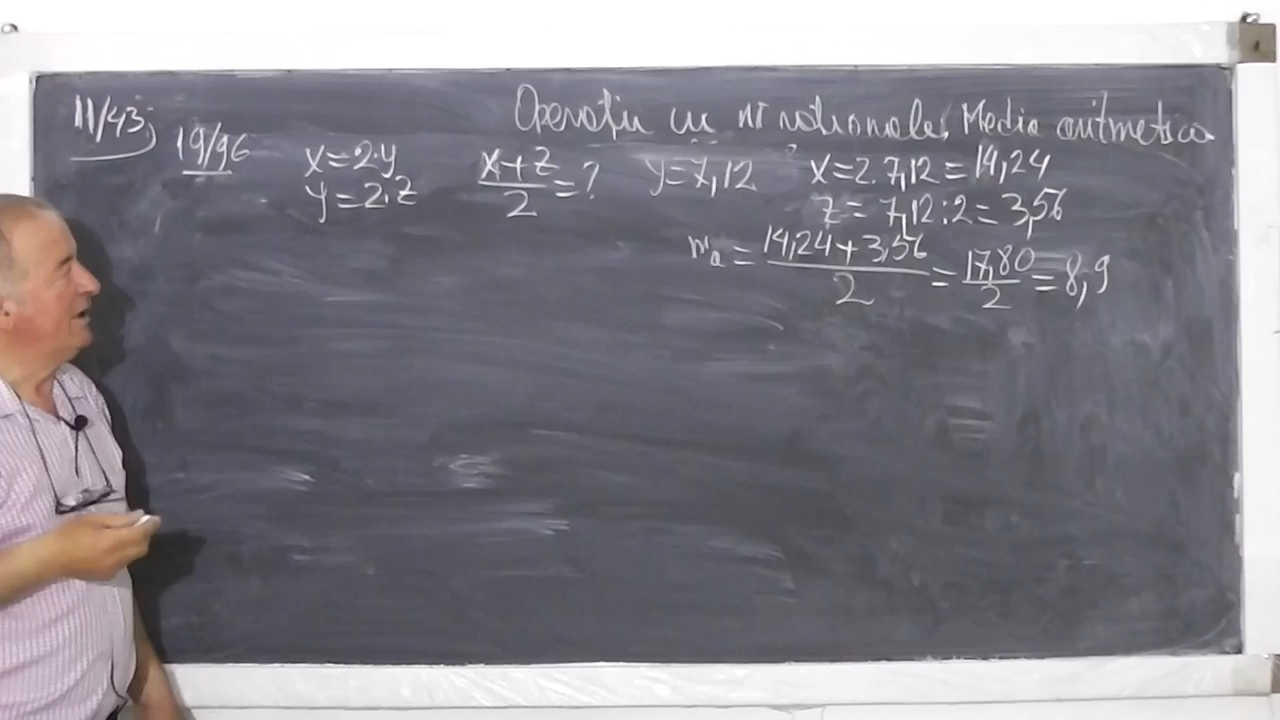 Operații cu nr raționale, Media aritmetica
11/43;
19/96 x=2·y y=2·z (x+z)/2=? y=7,12 x=2·7,12=14,24
z=7,12:2=3,56
mₐ=(14,24+3,56)/2=17,80/2=8,9